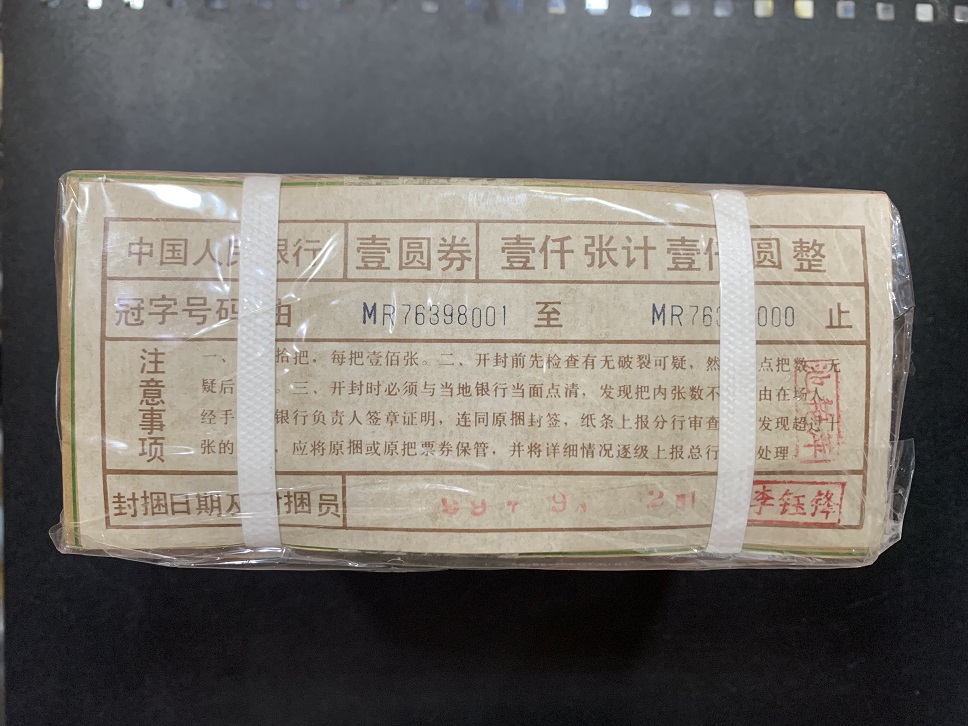 中国人民银行 壹圆券 壹仟张计壹仟圆整
冠字号码 由 MR76398001 至 MR76 000 止
注意事项
一、 拾把，每把壹佰张。二、开封前先检查有无破裂可疑，然 点把数，无
疑后 三、开封时必须与当地银行当面点清，发现把内张数不 由在场人
经手 银行负责人签章证明，连同原捆封签，纸条上报分行审查 发现超过十
张的 ，应将原捆或原把票券保管，并将详细情况逐级上报总行 处理
封捆日期及封捆员 李钰锋